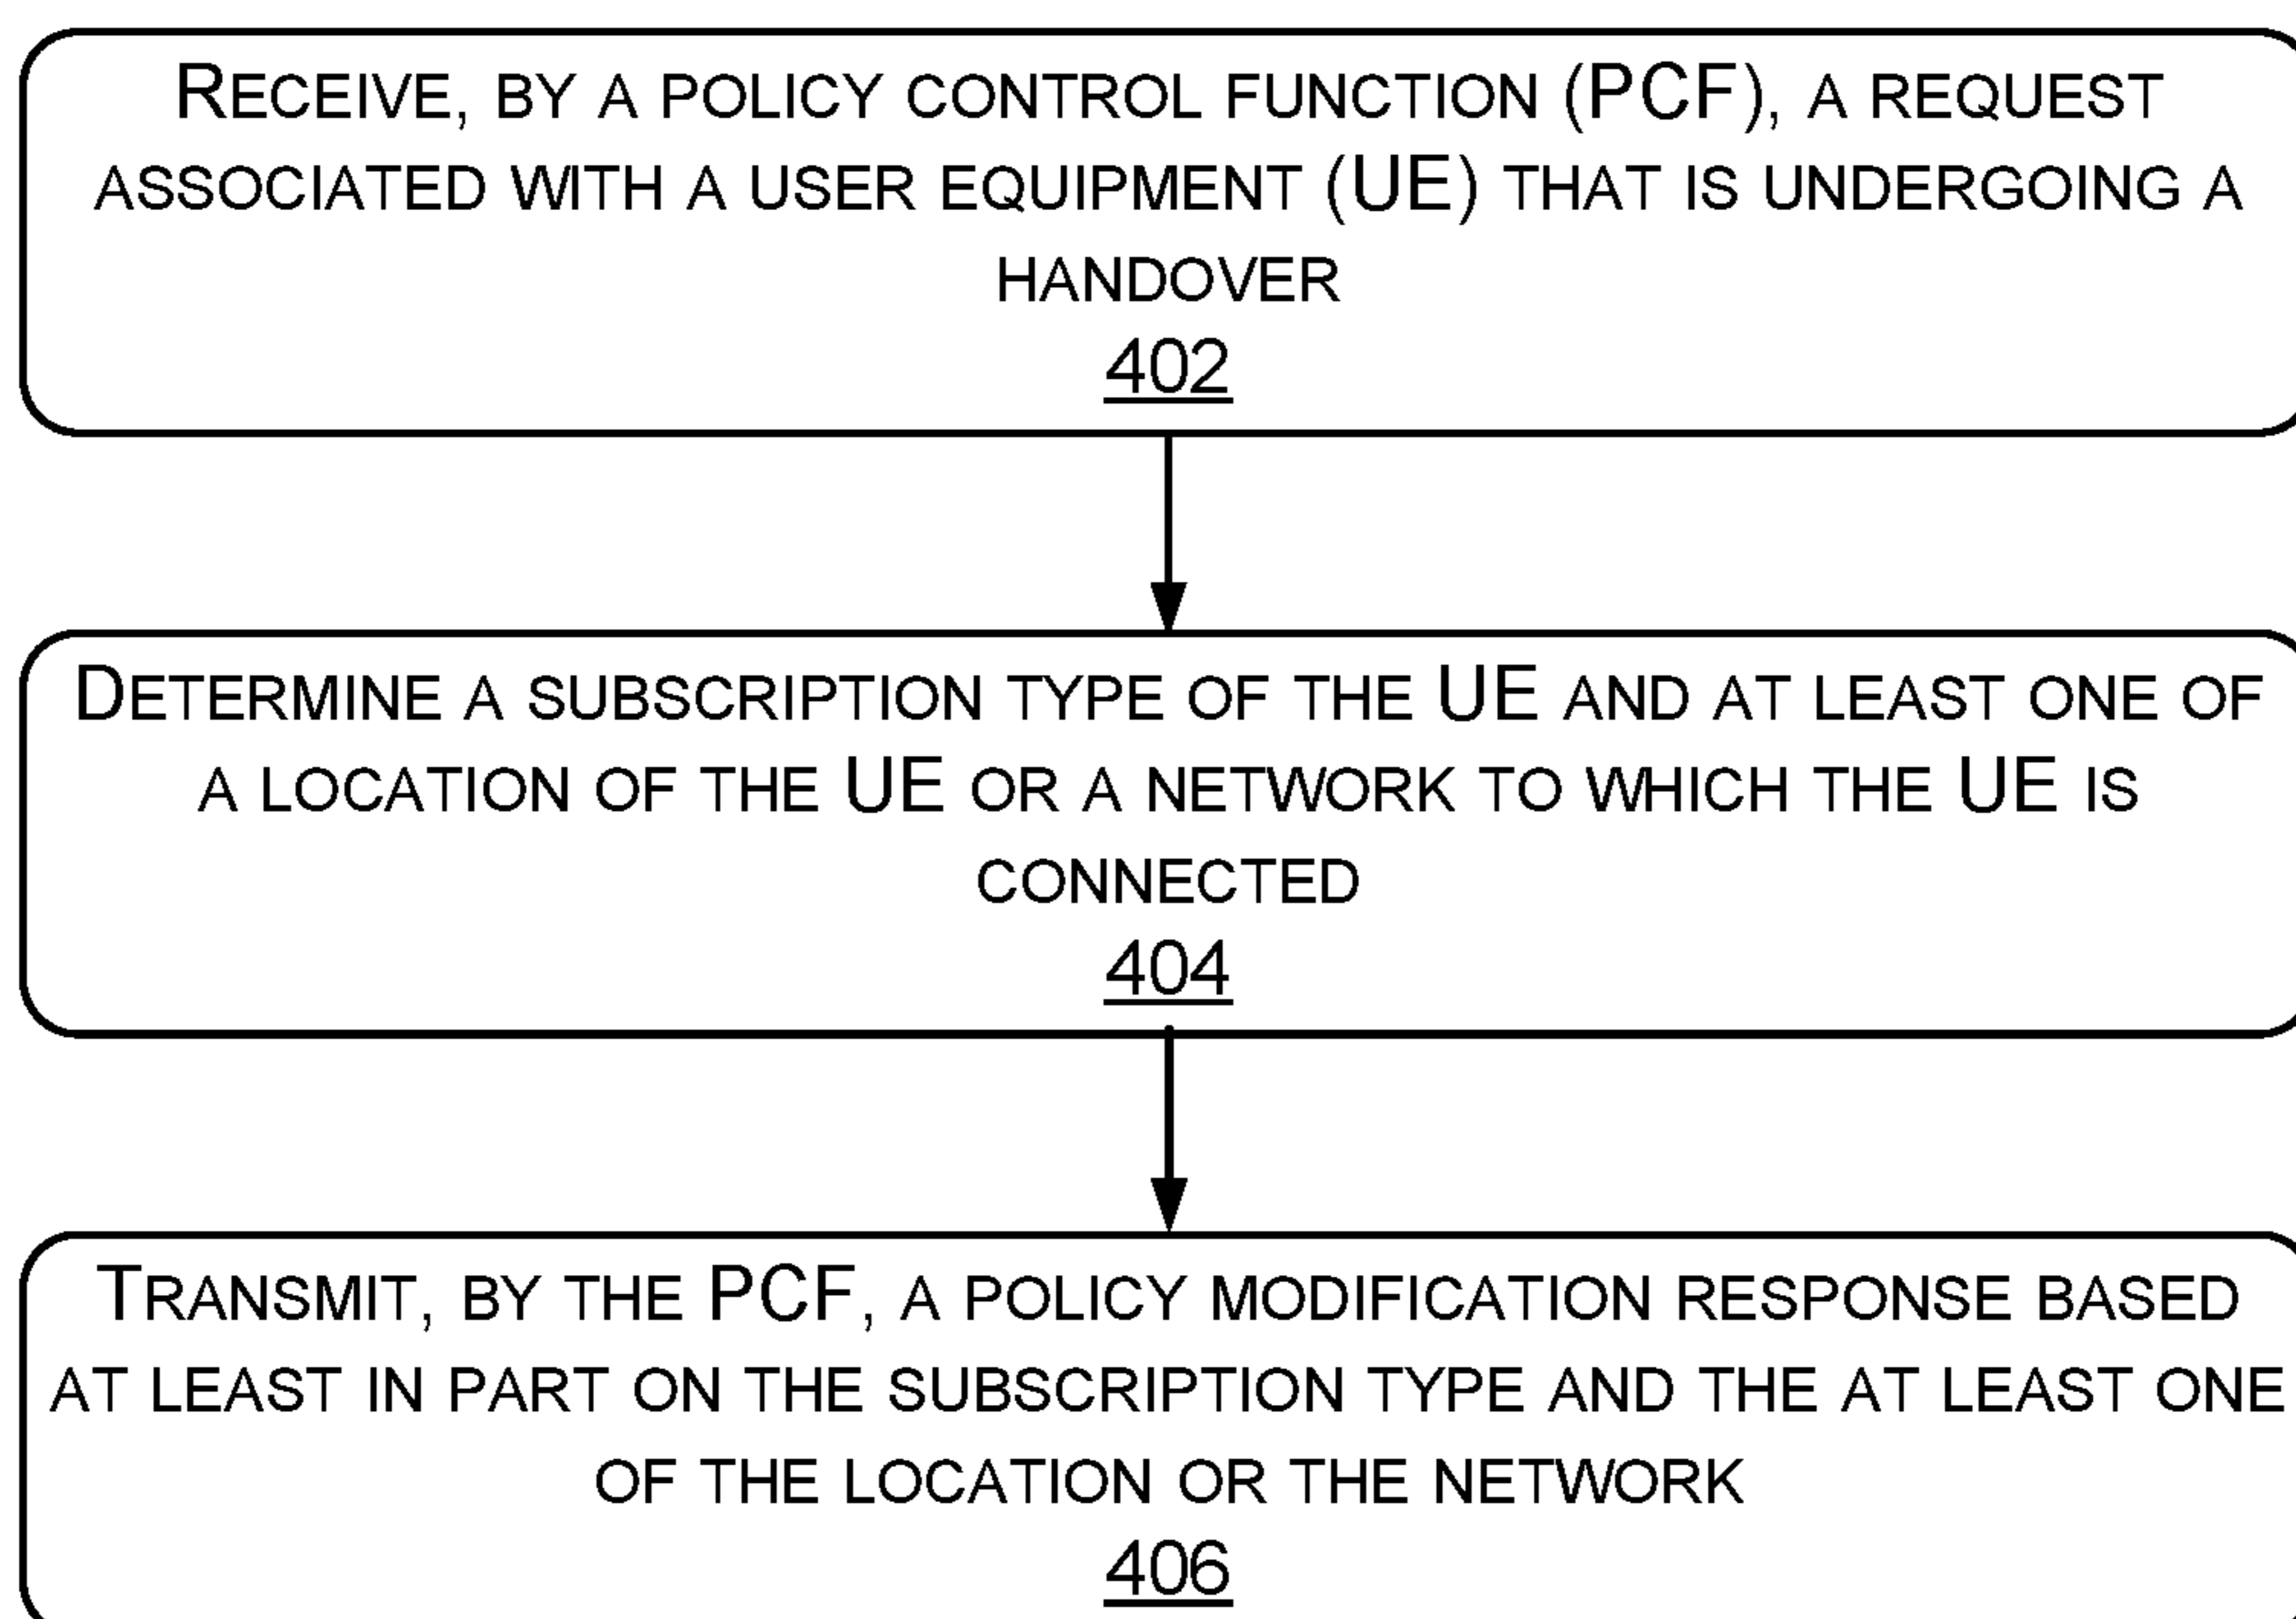 RECEIVE, BY A POLICY CONTROL FUNCTION (PCF), A REQUEST
ASSOCIATED WITH A USER EQUIPMENT (UE) THAT IS UNDERGOING A
HANDOVER
402
DETERMINE A SUBSCRIPTION TYPE OF THE UE AND AT LEAST ONE OF
A LOCATION OF THE UE OR A NETWORK TO WHICH THE UE IS
CONNECTED
404
TRANSMIT, BY THE PCF, A POLICY MODIFICATION RESPONSE BASED
AT LEAST IN PART ON THE SUBSCRIPTION TYPE AND THE AT LEAST ONE
OF THE LOCATION OR THE NETWORK
406